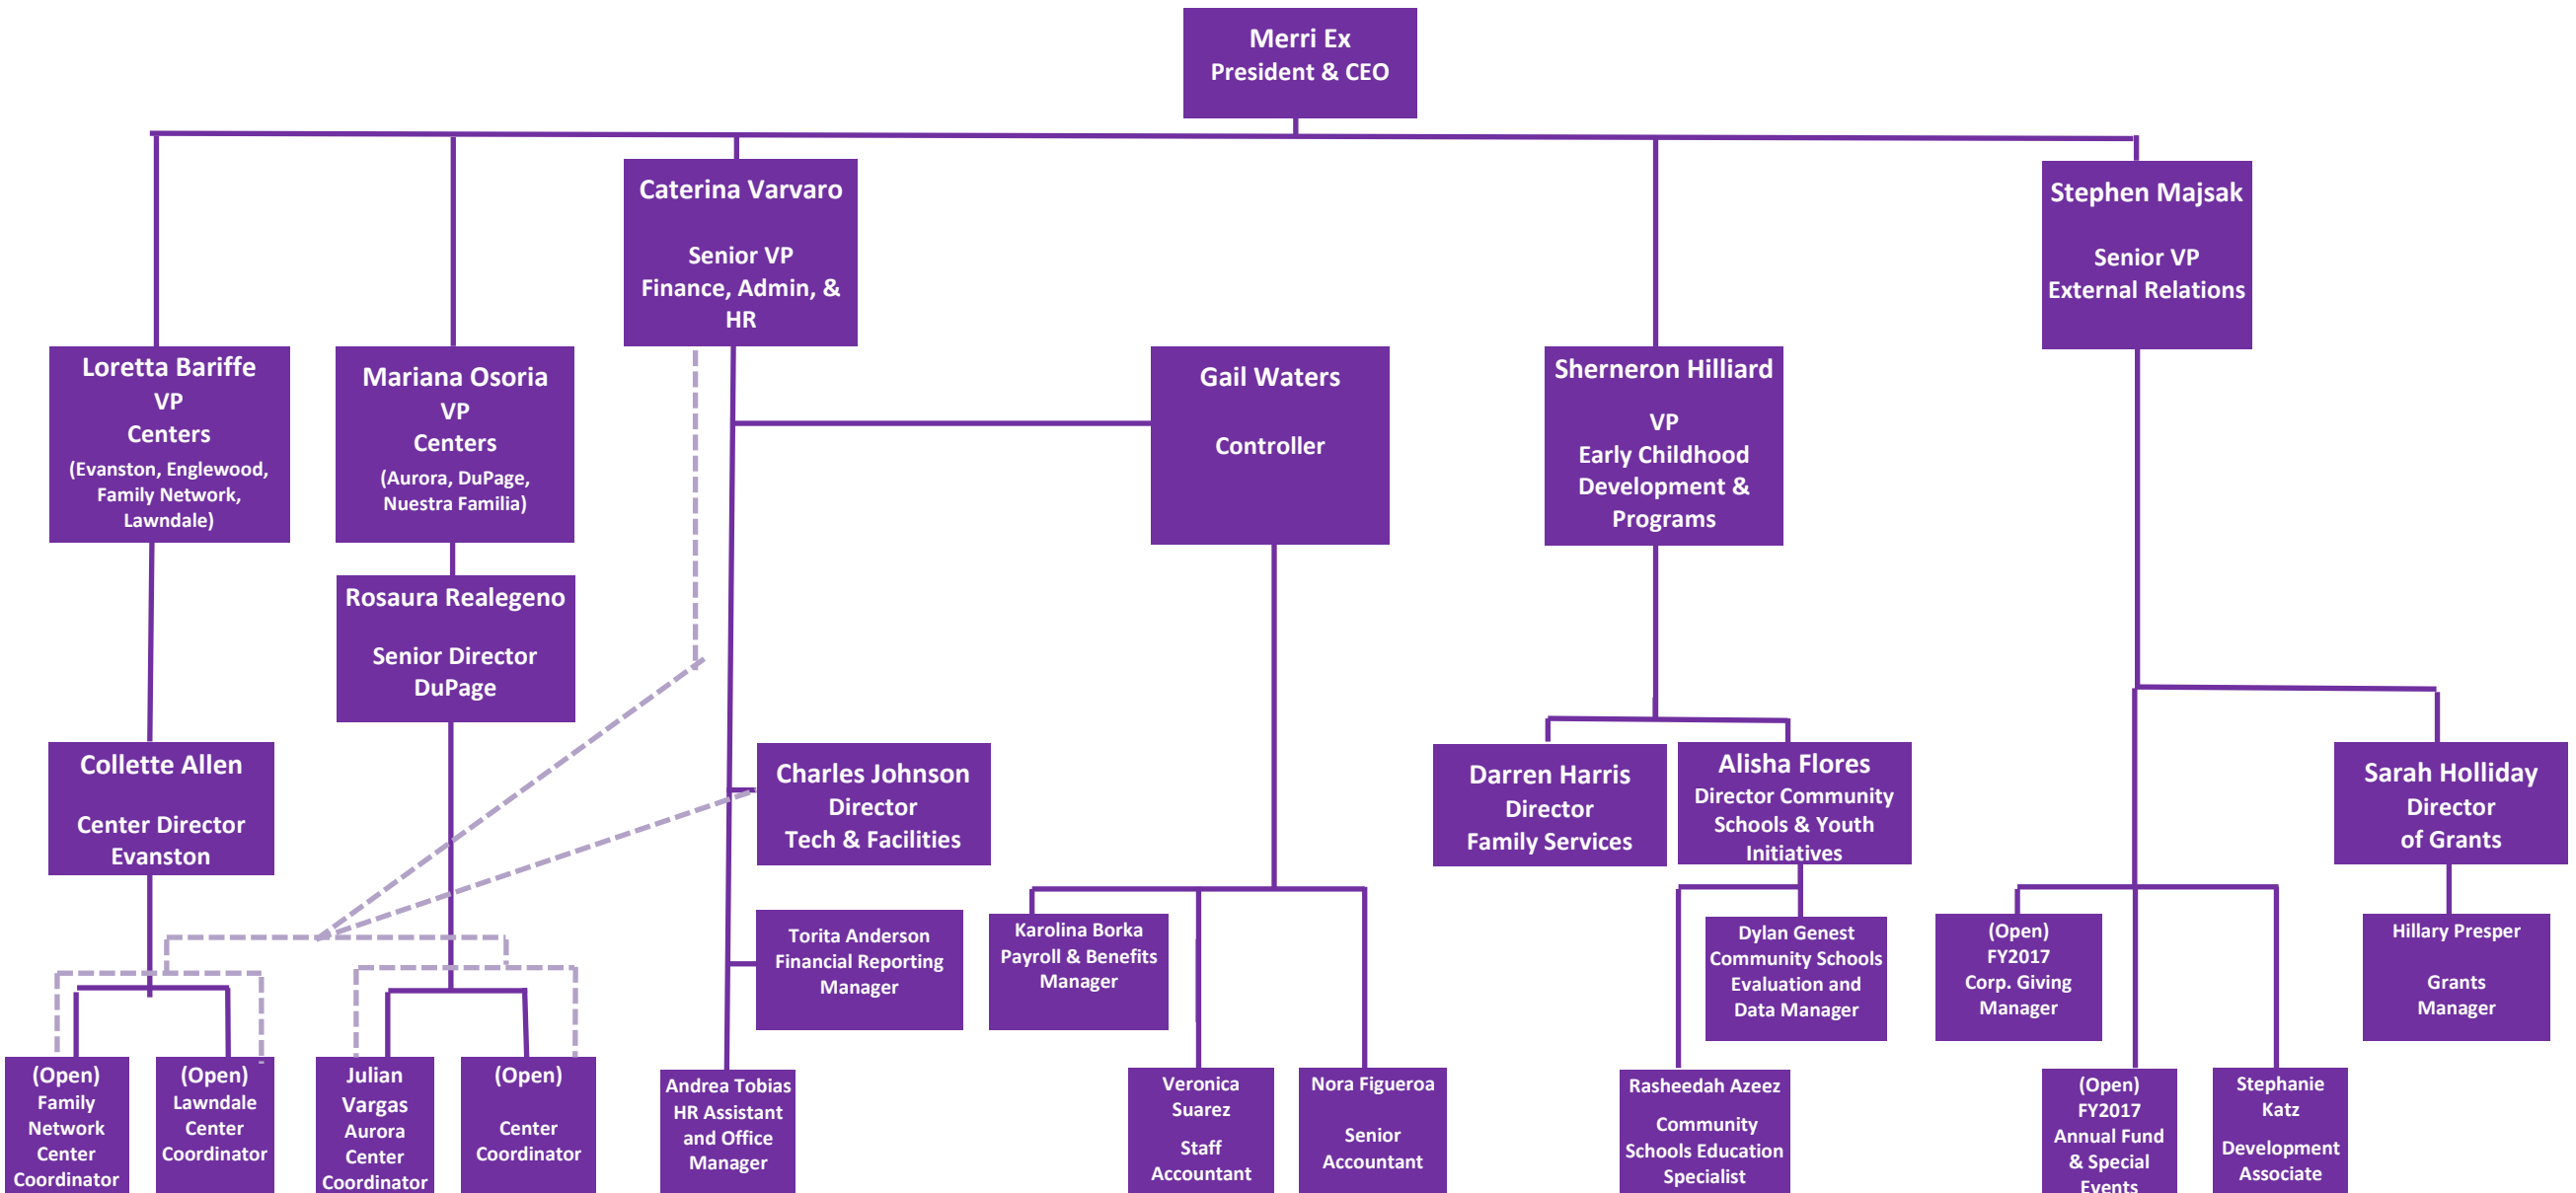 Merri Ex
President & CEO
Caterina Varvaro
Senior VP
Finance, Admin, &
HR
Stephen Majsak
Senior VP
External Relations
Loretta Bariffe
VP
Centers
(Evanston, Englewood,
Family Network,
Lawndale)
Mariana Osoria
VP
Centers
(Aurora, DuPage,
Nuestra Familia)
Gail Waters
Controller
Sherneron Hilliard
VP
Early Childhood
Development &
Programs
Rosaura Realegeno
Senior Director
DuPage
Collette Allen
Center Director
Evanston
Charles Johnson
Director
Tech & Facilities
Darren Harris
Director
Family Services
Alisha Flores
Director Community
Schools & Youth
Initiatives
Sarah Holliday
Director
of Grants
Torita Anderson
Financial Reporting
Manager
Karolina Borka
Payroll & Benefits
Manager
Dylan Genest
Community Schools
Evaluation and
Data Manager
(Open)
FY2017
Corp. Giving
Manager
Hillary Presper
Grants
Manager
(Open)
Family
Network
Center
Coordinator
(Open)
Lawndale
Center
Coordinator
Julian
Vargas
Aurora
Center
Coordinator
(Open)
Center
Coordinator
Andrea Tobias
HR Assistant
and Office
Manager
Veronica
Suarez
Staff
Accountant
Nora Figueroa
Senior
Accountant
Rasheedah Azeez
Community
Schools Education
Specialist
(Open)
FY2017
Annual Fund
& Special
Events
Stephanie
Katz
Development
Associate